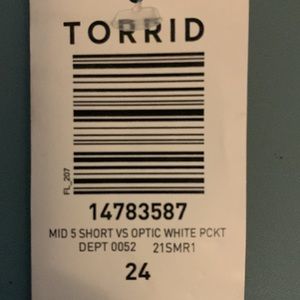 TORRID
FL_207
14783587
MID 5 SHORT VS OPTIC WHITE PCKT
DEPT 0052 21SMR1
24